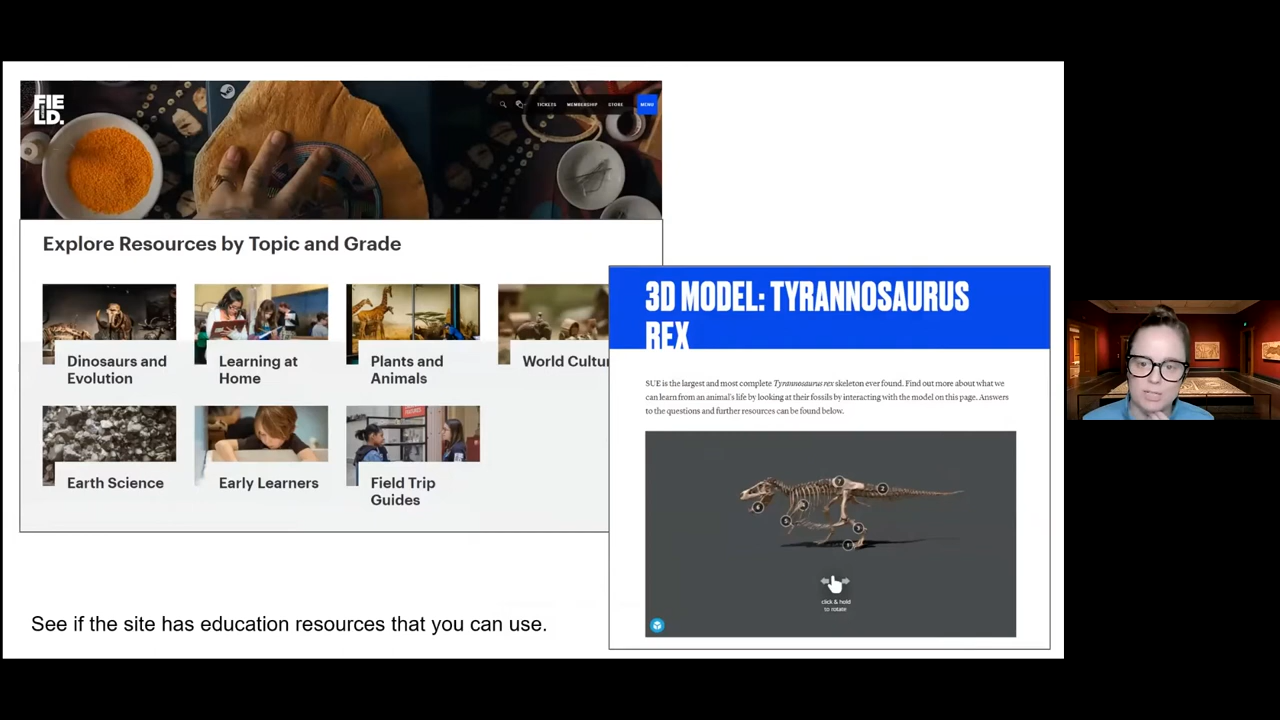 FIE
LD.
TICKETS MEMBERSHIP STORE MENU
Explore Resources by Topic and Grade
Dinosaurs and
Evolution
Learning at
Home
Plants and
Animals
World Cultur
Earth Science
Early Learners
Field Trip
Guides
3D MODEL: TYRANNOSAURUS
REX
SUE is the largest and most complete Tyrannosaurus rex skeleton ever found. Find out more about what we
can learn from an animal's life by looking at their fossils by interacting with the model on this page. Answers
to the questions and further resources can be found below.
click & hold
to rotate
See if the site has education resources that you can use.